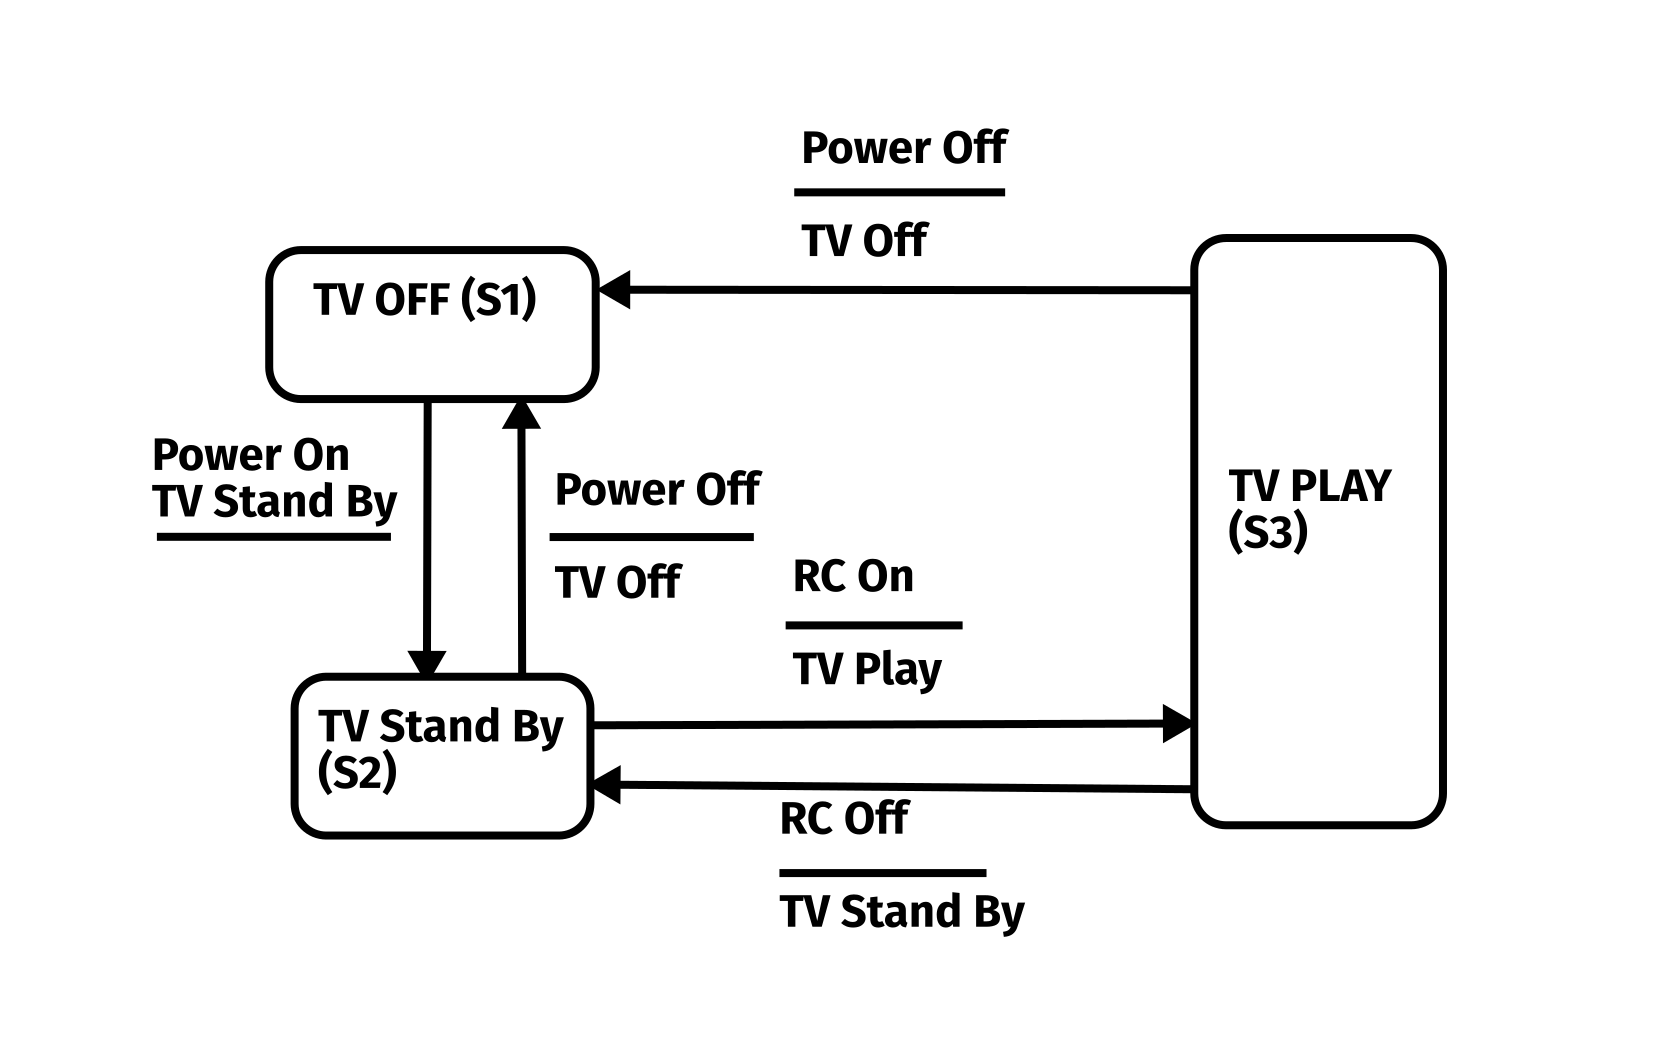 Power Off
TV Off
TV OFF (S1)
Power On
TV Stand By
Power Off
TV Off
TV PLAY
(S3)
RC On
TV Play
TV Stand By
(S2)
RC Off
TV Stand By